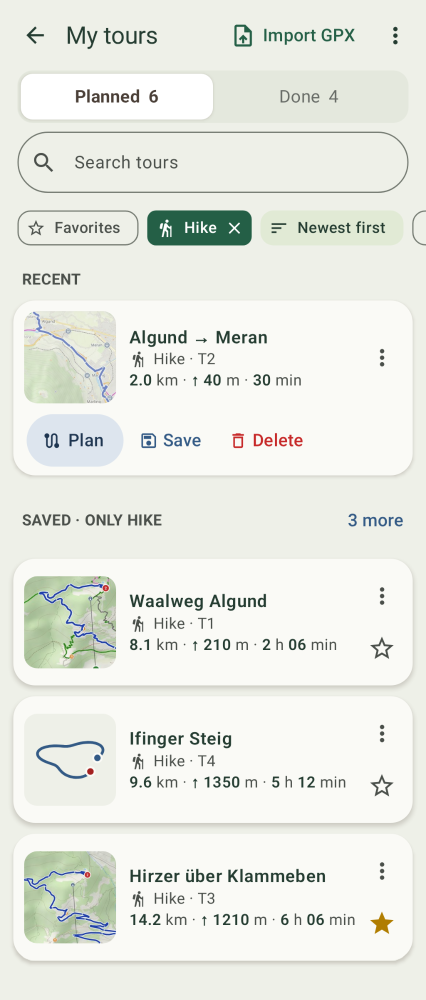 My tours
Import GPX
Planned 6
Done 4
Search tours
Favorites
Hike
Newest first
RECENT
Algund → Meran
Hike · T2
2.0 km · ↑ 40 m · 30 min
Plan
Save
Delete
SAVED · ONLY HIKE
3 more
Waalweg Algund
Hike · T1
8.1 km · ↑ 210 m · 2 h 06 min
Ifinger Steig
Hike · T4
9.6 km · ↑ 1350 m · 5 h 12 min
Hirzer über Klammeben
Hike · T3
14.2 km · ↑ 1210 m · 6 h 06 min